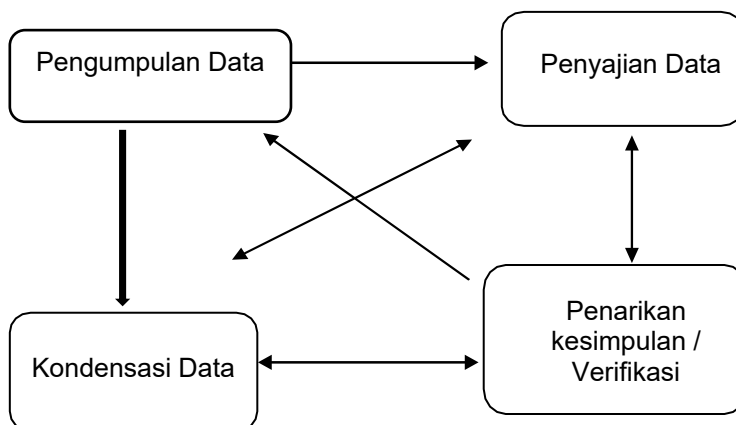 Pengumpulan Data
Penyajian Data
Kondensasi Data
Penarikan
kesimpulan /
Verifikasi